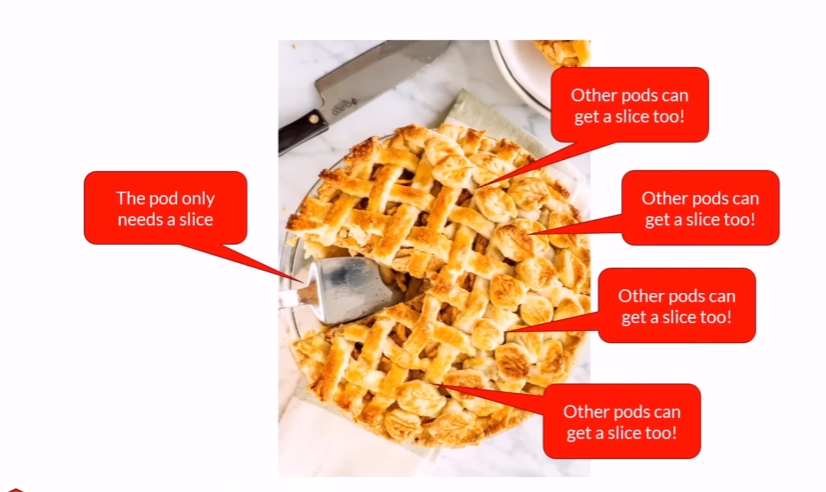 Other pods can
get a slice too!
The pod only
needs a slice
Other pods can
get a slice too!
Other pods can
get a slice too!
Other pods can
get a slice too!